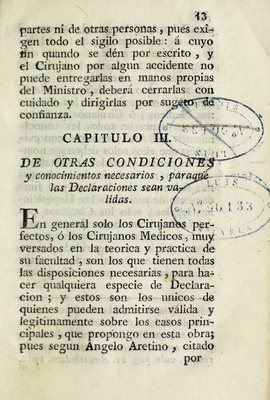 13
partes ni de otras personas, pues exî-
gen todo el sigilo posible: á cuyo
fin quando se dén por escrito, y
el Cirujano por algun accidente no
puede entregarlas en manos propias
del Ministro, deberá cerrarlas con
cuidado y dirigirlas por sugeto de
confianza.
CAPITULO III.
DE OTRAS CONDICIONES
y conocimientos necesarios, paraque
las Declaraciones sean va-
lidas.
En general solo los Cirujanos per-
fectos, ó los Cirujanos Medicos, muy
versados en la teorica y practica de
su facultad, son los que tienen todas
las disposiciones necesarias, para ha-
cer qualquiera especie de Declara-
cion; y estos son los unicos de
quienes pueden admitirse válida y
legitimamente sobre los casos prin-
cipales, que propongo en esta obra;
pues segun Angelo Aretino, citado
por